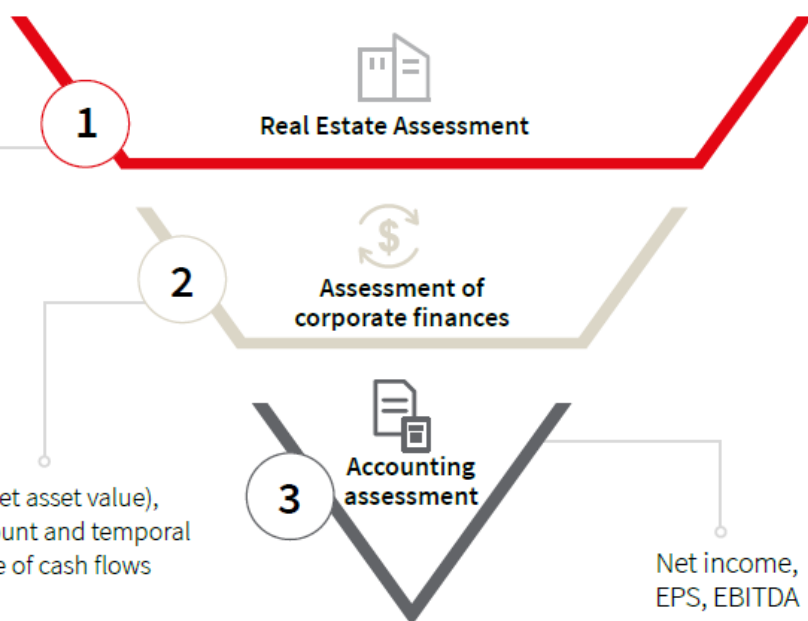 1
Real Estate Assessment
$
2
Assessment of
corporate finances
3
Accounting
assessment
et asset value),
unt and temporal
e of cash flows
Net income,
EPS, EBITDA